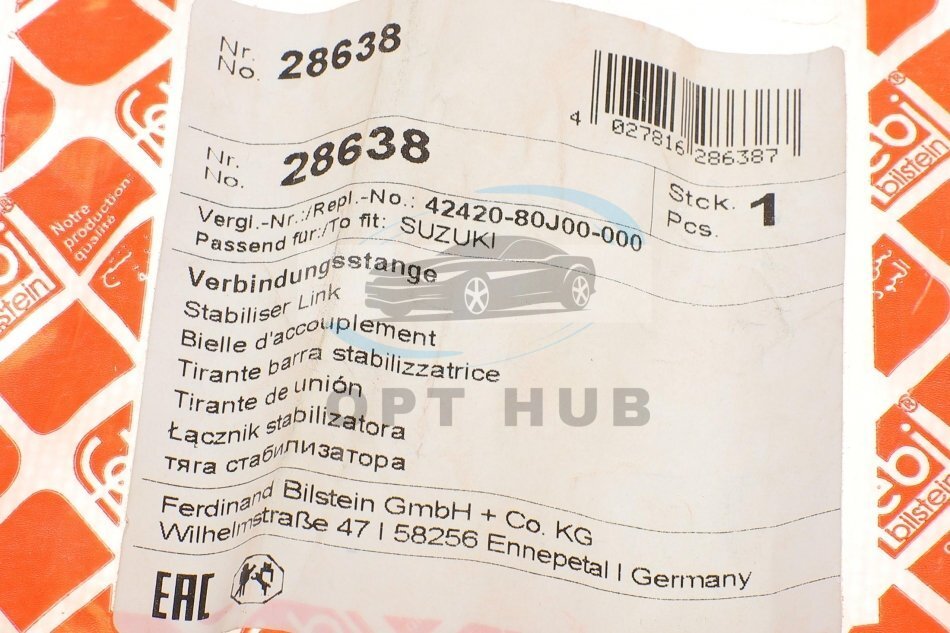 Nr.
No. 28638
4 027816 286387
Nr.
No. 28638
Stck.
Pcs. 1
Vergl.-Nr.:/Repl.-No.: 42420-80J00-000
Passend für:/To fit: SUZUKI
Verbindungsstange
Stabiliser Link
Bielle d'accouplement
Tirante barra stabilizzatrice
Tirante de unión
Łącznik stabilizatora
тяга стабилизатора
OPT HUB
Ferdinand Bilstein GmbH + Co. KG
Wilhelmstraße 47 I 58256 Ennepetal I Germany
EAC
Notre
production
qualité
febi
bilstein
febi
bilstein
bilstein